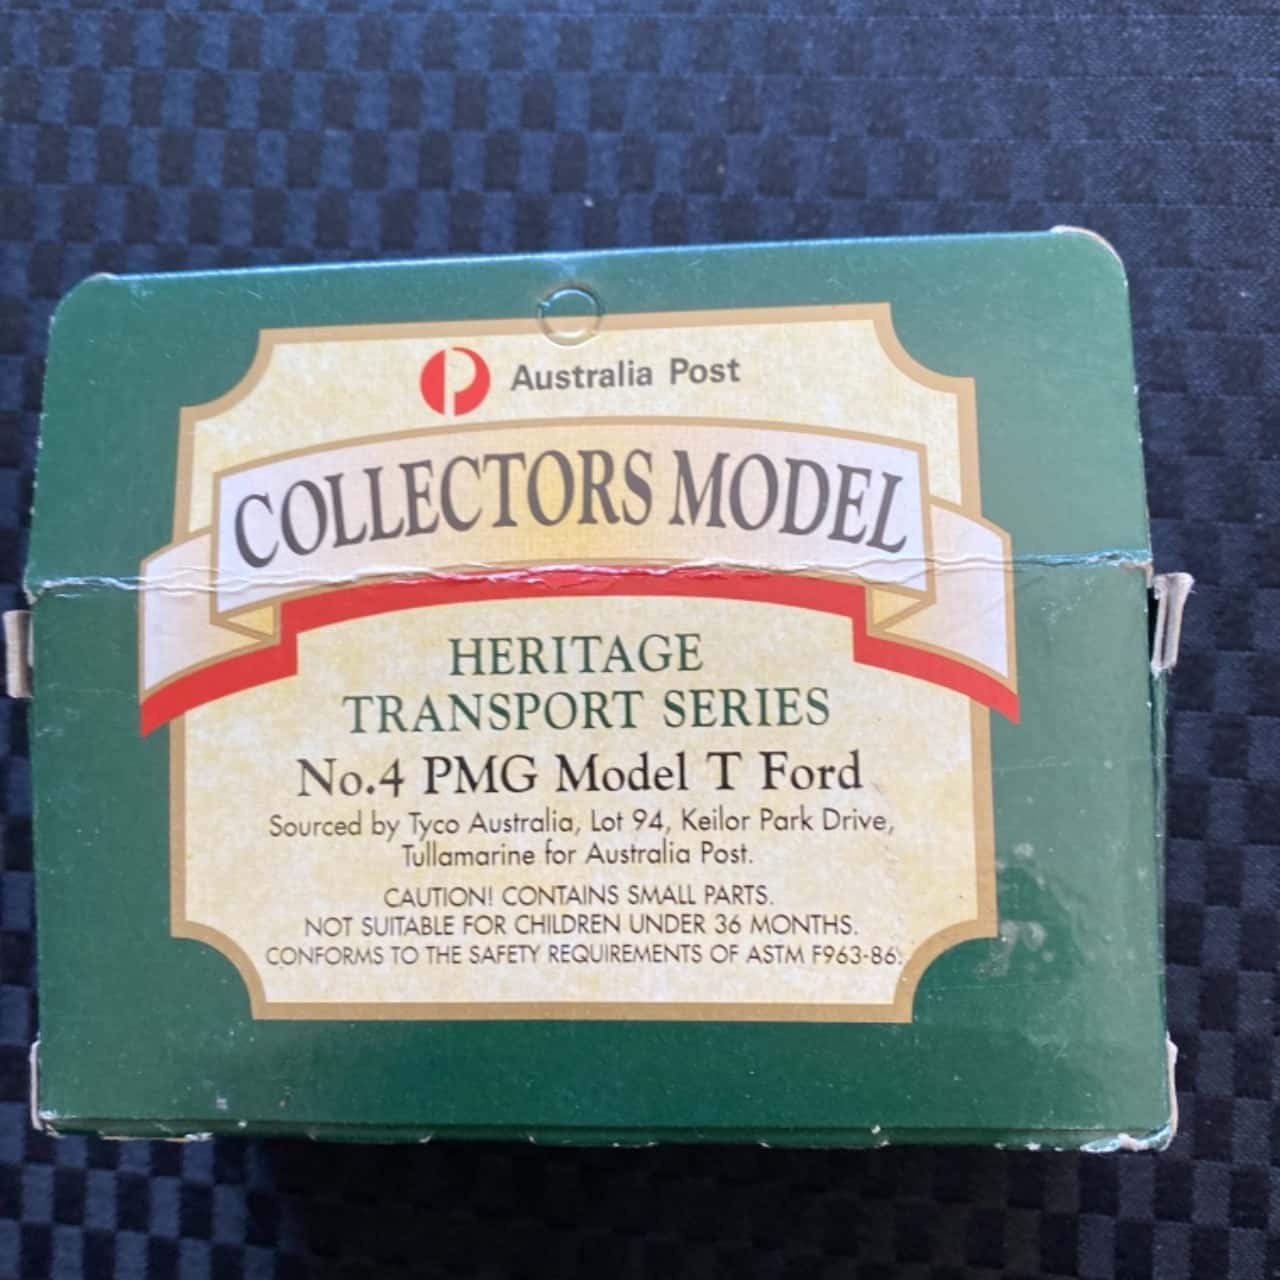 Australia Post
COLLECTORS MODEL
HERITAGE
TRANSPORT SERIES
No.4 PMG Model T Ford
Sourced by Tyco Australia, Lot 94, Keilor Park Drive,
Tullamarine for Australia Post.
CAUTION! CONTAINS SMALL PARTS.
NOT SUITABLE FOR CHILDREN UNDER 36 MONTHS.
CONFORMS TO THE SAFETY REQUIREMENTS OF ASTM F963-86.